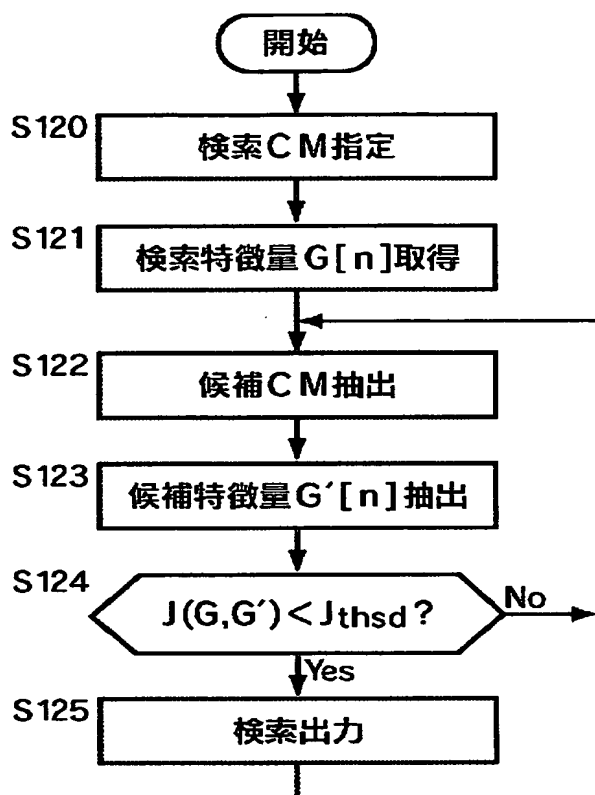 開始
S120
検索CM指定
S121
検索特徴量G[n]取得
S122
候補CM抽出
S123
候補特徴量G′[n]抽出
S124
J(G,G′)<Jthsd?
No
Yes
S125
検索出力